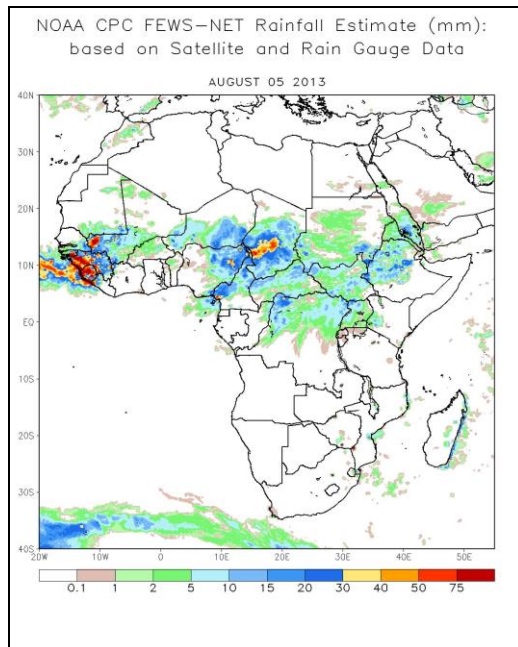 NOAA CPC FEWS-NET Rainfall Estimate (mm):
based on Satellite and Rain Gauge Data
AUGUST 05 2013
40N
30N
20N
10N
EQ
10S
20S
30S
40S
20W 10W 0 10E 20E 30E 40E 50E
0.1 1 2 5 10 15 20 30 40 50 75